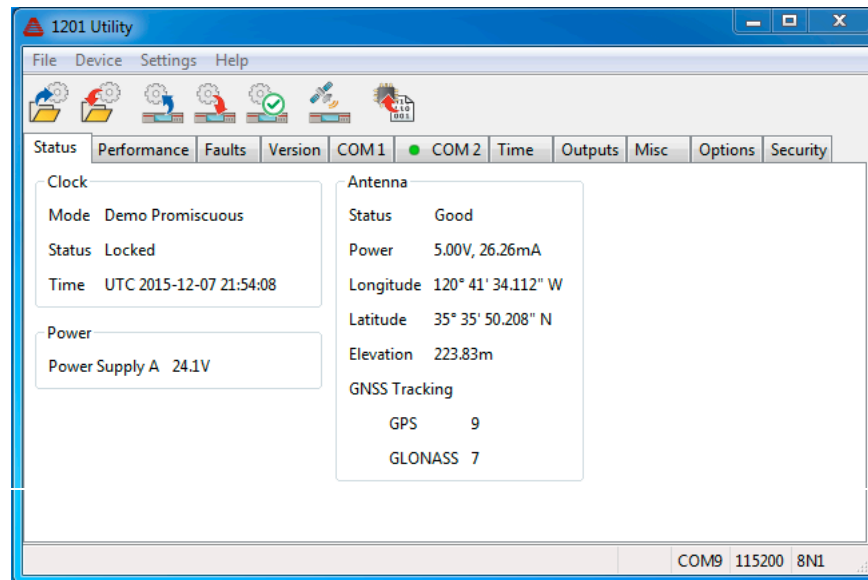 1201 Utility
File Device Settings Help
Status Performance Faults Version COM 1 COM 2 Time Outputs Misc Options Security
Clock
Mode Demo Promiscuous
Status Locked
Time UTC 2015-12-07 21:54:08
Power
Power Supply A 24.1V
Antenna
Status Good
Power 5.00V, 26.26mA
Longitude 120° 41' 34.112" W
Latitude 35° 35' 50.208" N
Elevation 223.83m
GNSS Tracking
GPS 9
GLONASS 7
COM9 115200 8N1